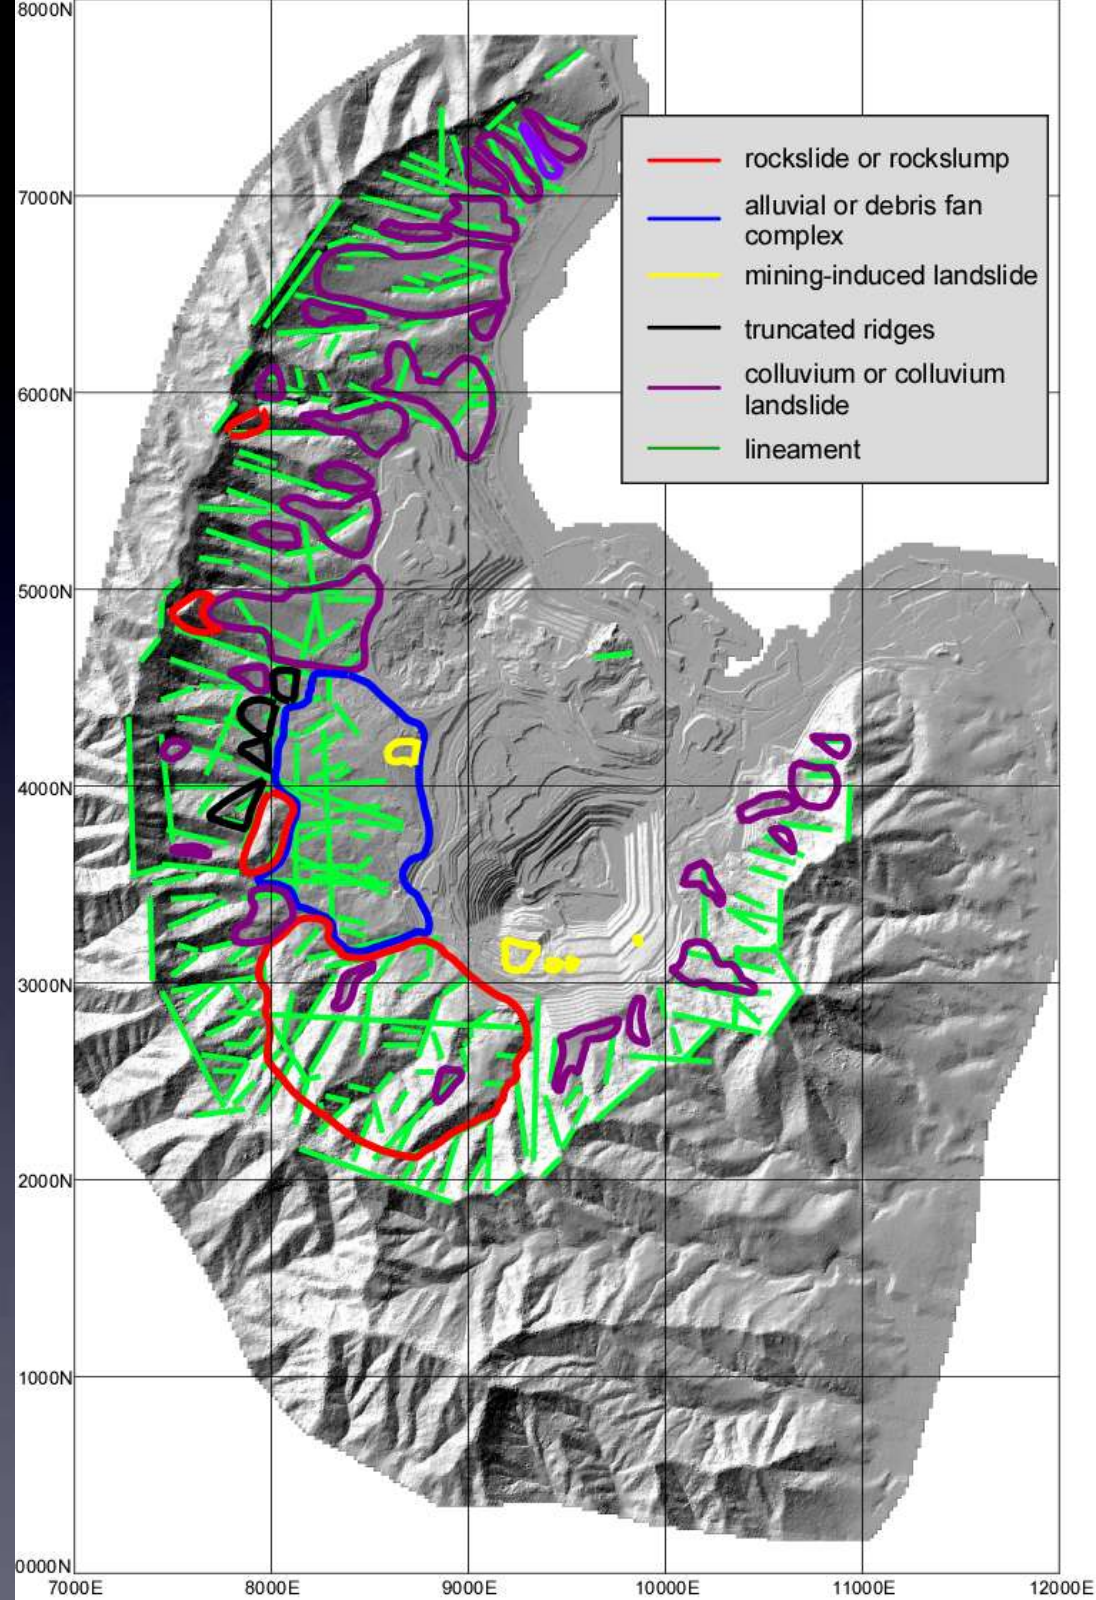 8000N
7000N
6000N
5000N
4000N
3000N
2000N
1000N
0000N
7000E
8000E
9000E
10000E
11000E
12000E
rockslide or rockslump
alluvial or debris fan
complex
mining-induced landslide
truncated ridges
colluvium or colluvium
landslide
lineament